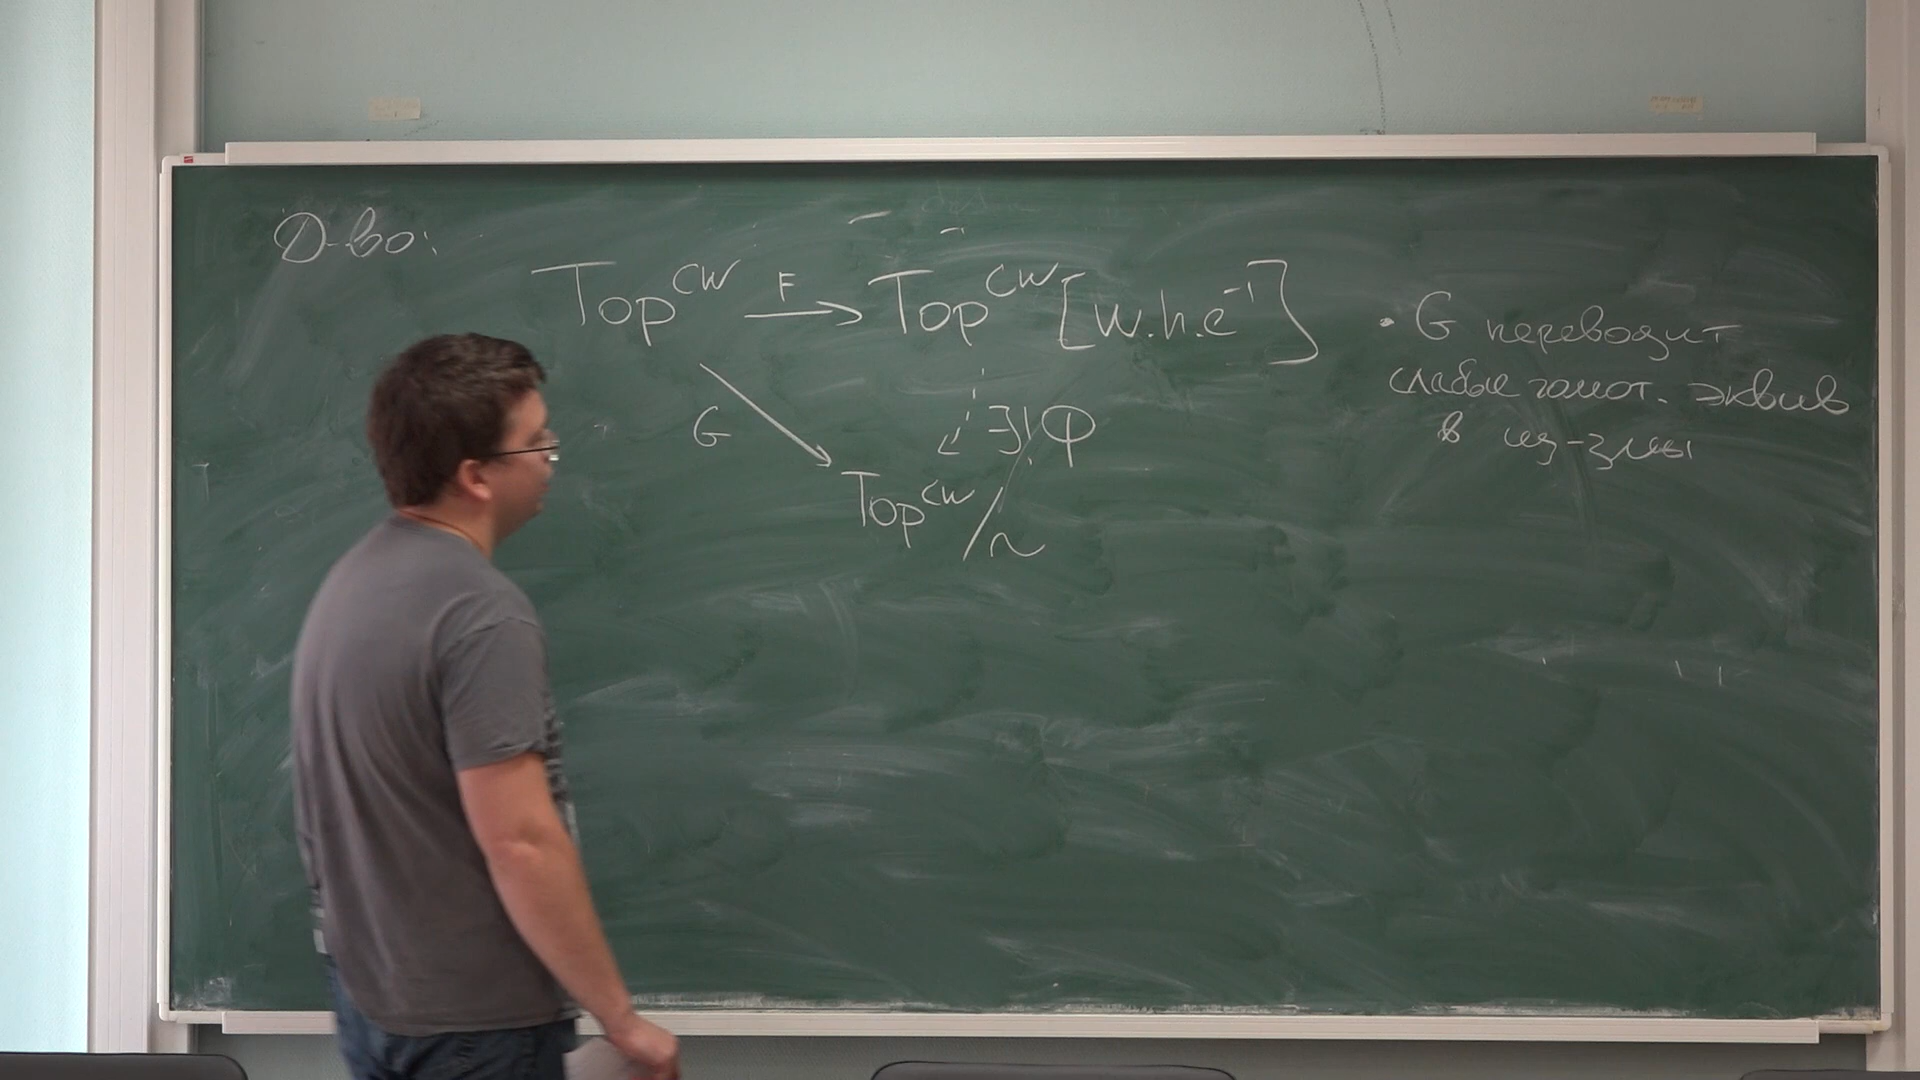 Д-во:
Top^CW F→ Top^CW [w.h.e^-1]
• G переводит
слабые гомот. эквив
в из-змы
G ∃! Φ
Top^CW / ~